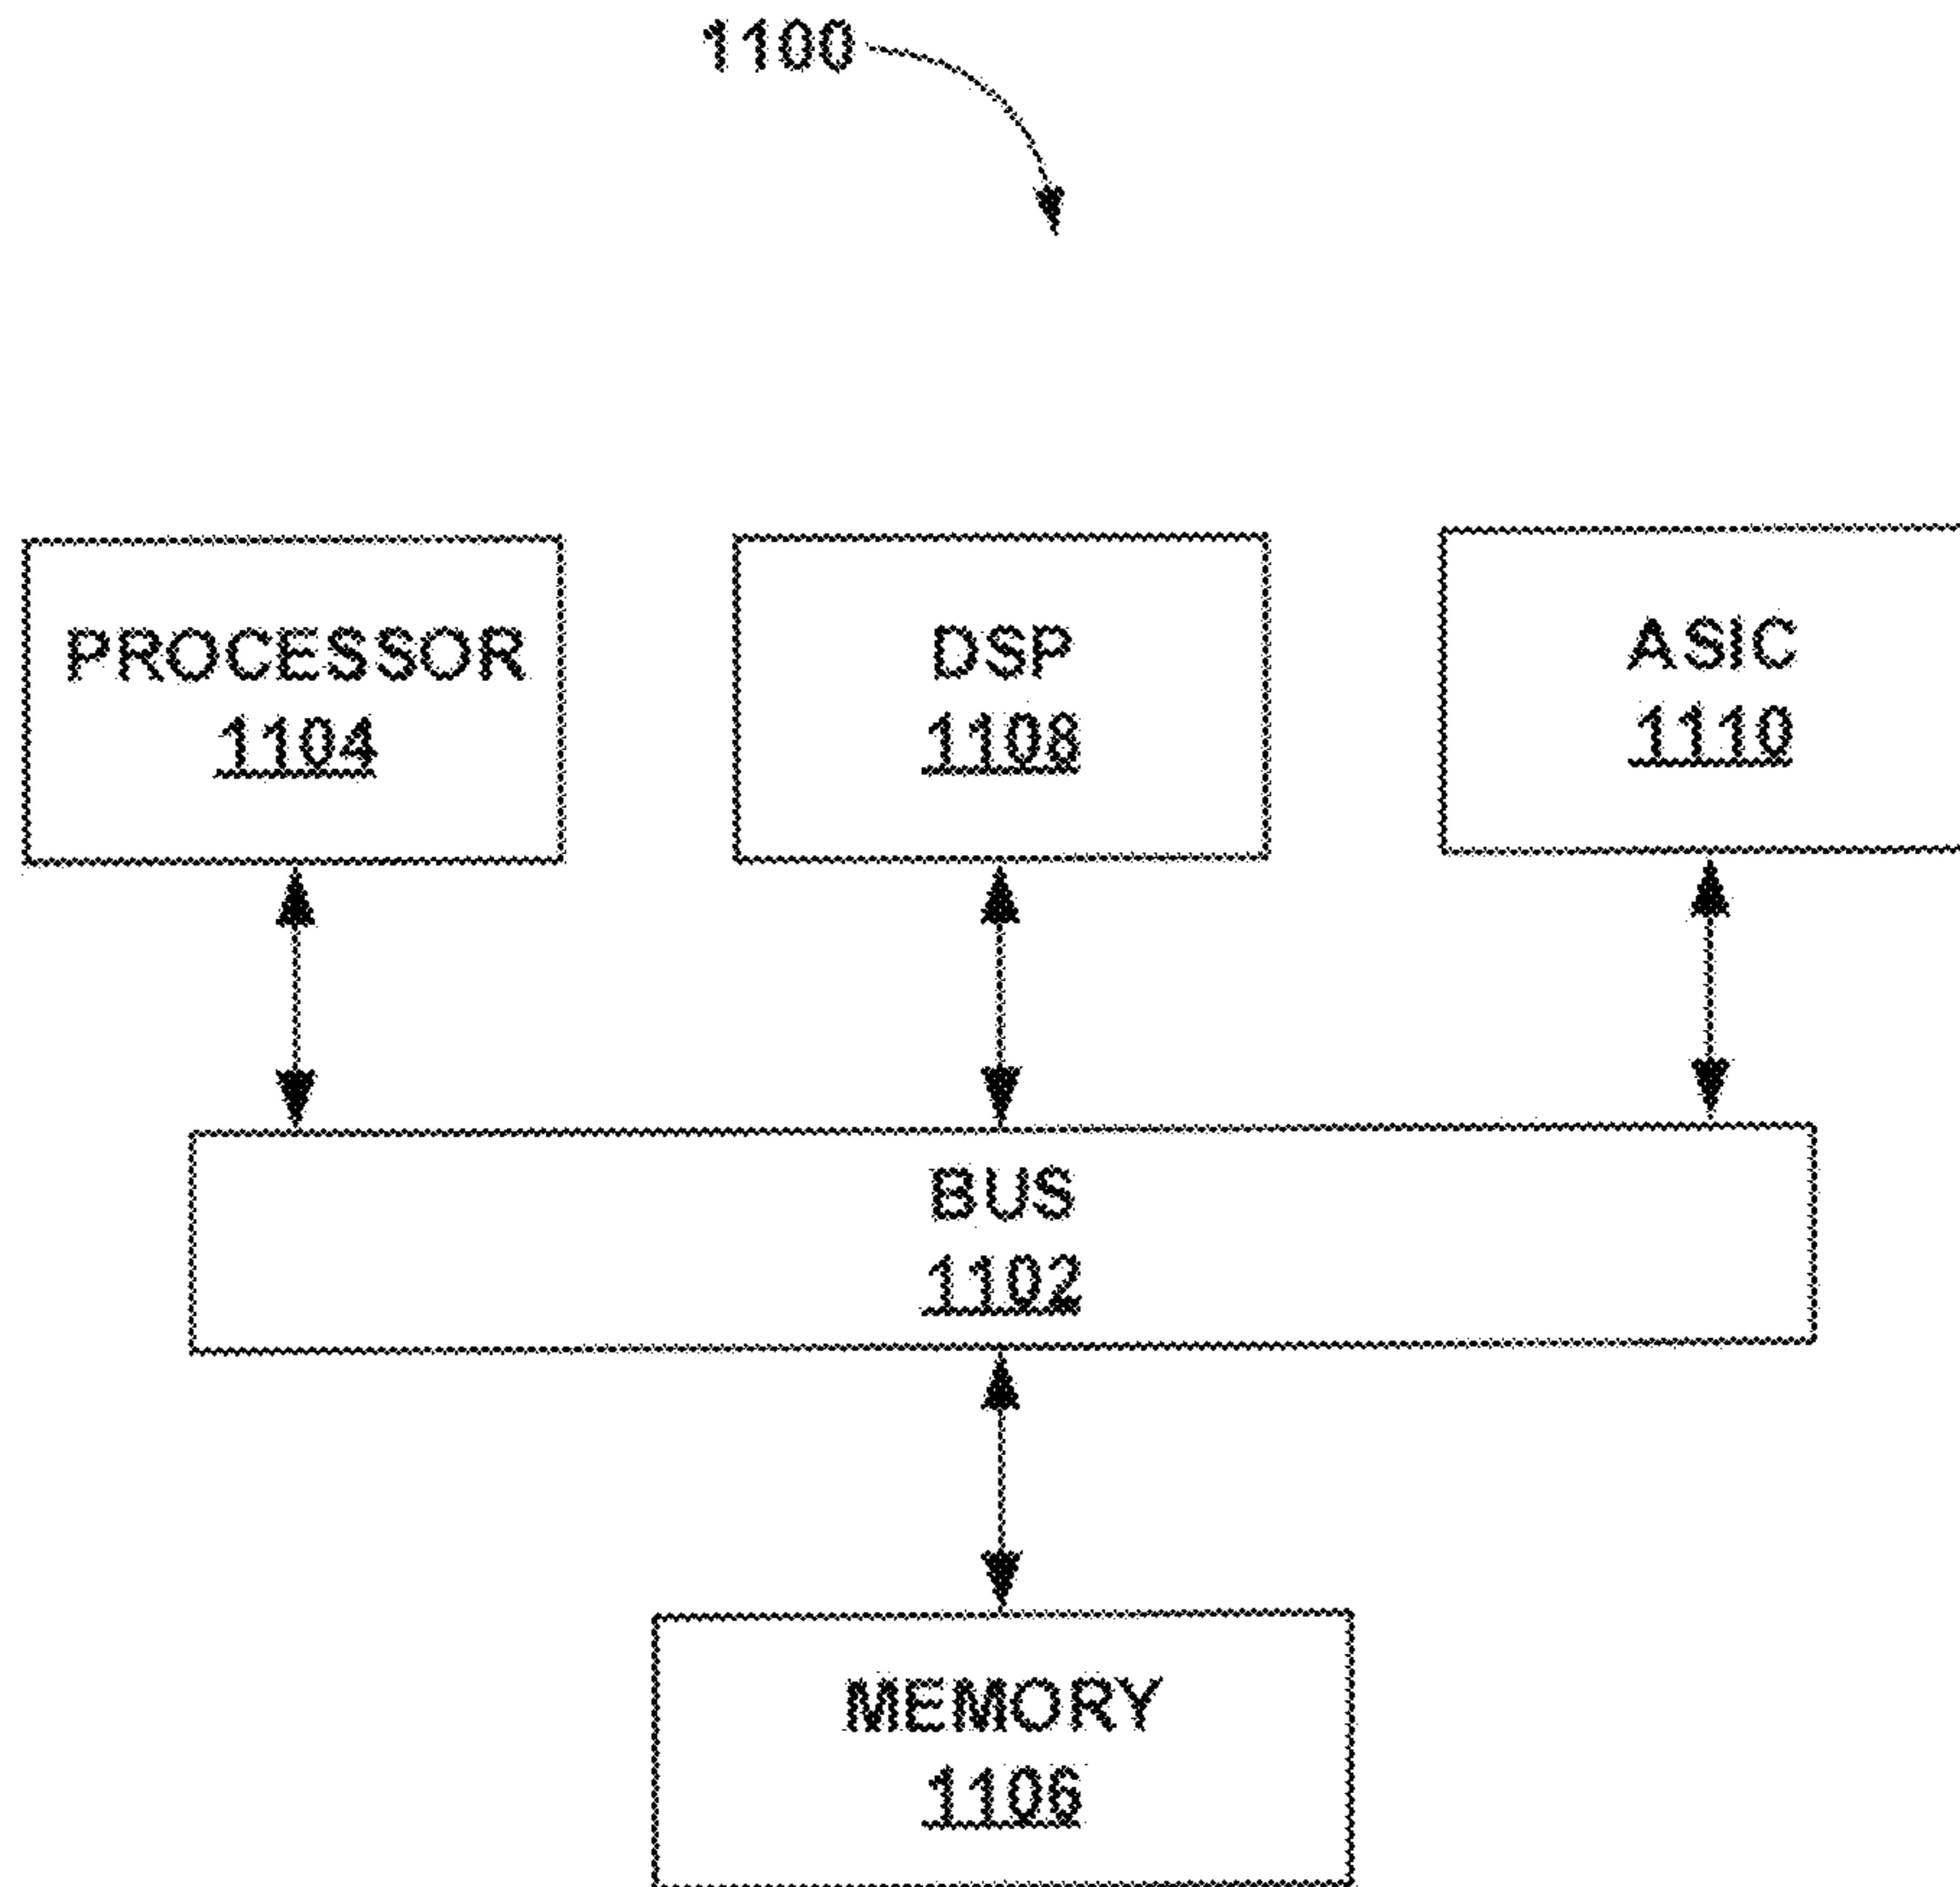 1100
PROCESSOR
1104
DSP
1108
ASIC
1110
BUS
1102
MEMORY
1106